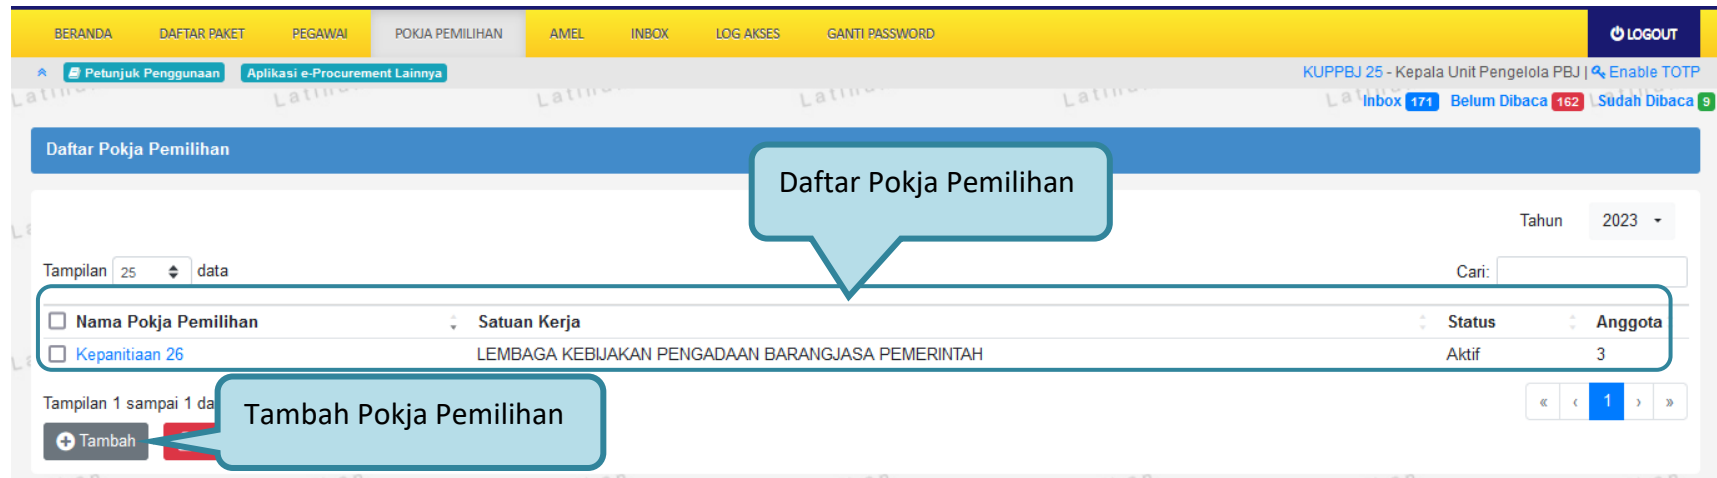 BERANDA DAFTAR PAKET PEGAWAI POKJA PEMILIHAN AMEL INBOX LOG AKSES GANTI PASSWORD LOGOUT
Petunjuk Penggunaan Aplikasi e-Procurement Lainnya KUPPBJ 25 - Kepala Unit Pengelola PBJ | Enable TOTP
Inbox 171 Belum Dibaca 162 Sudah Dibaca 9
Daftar Pokja Pemilihan
Daftar Pokja Pemilihan
Tahun 2023
Tampilan 25 data Cari:
Nama Pokja Pemilihan Satuan Kerja Status Anggota
Kepanitiaan 26 LEMBAGA KEBIJAKAN PENGADAAN BARANGJASA PEMERINTAH Aktif 3
Tampilan 1 sampai 1 « ‹ 1 › »
Tambah Pokja Pemilihan
Tambah